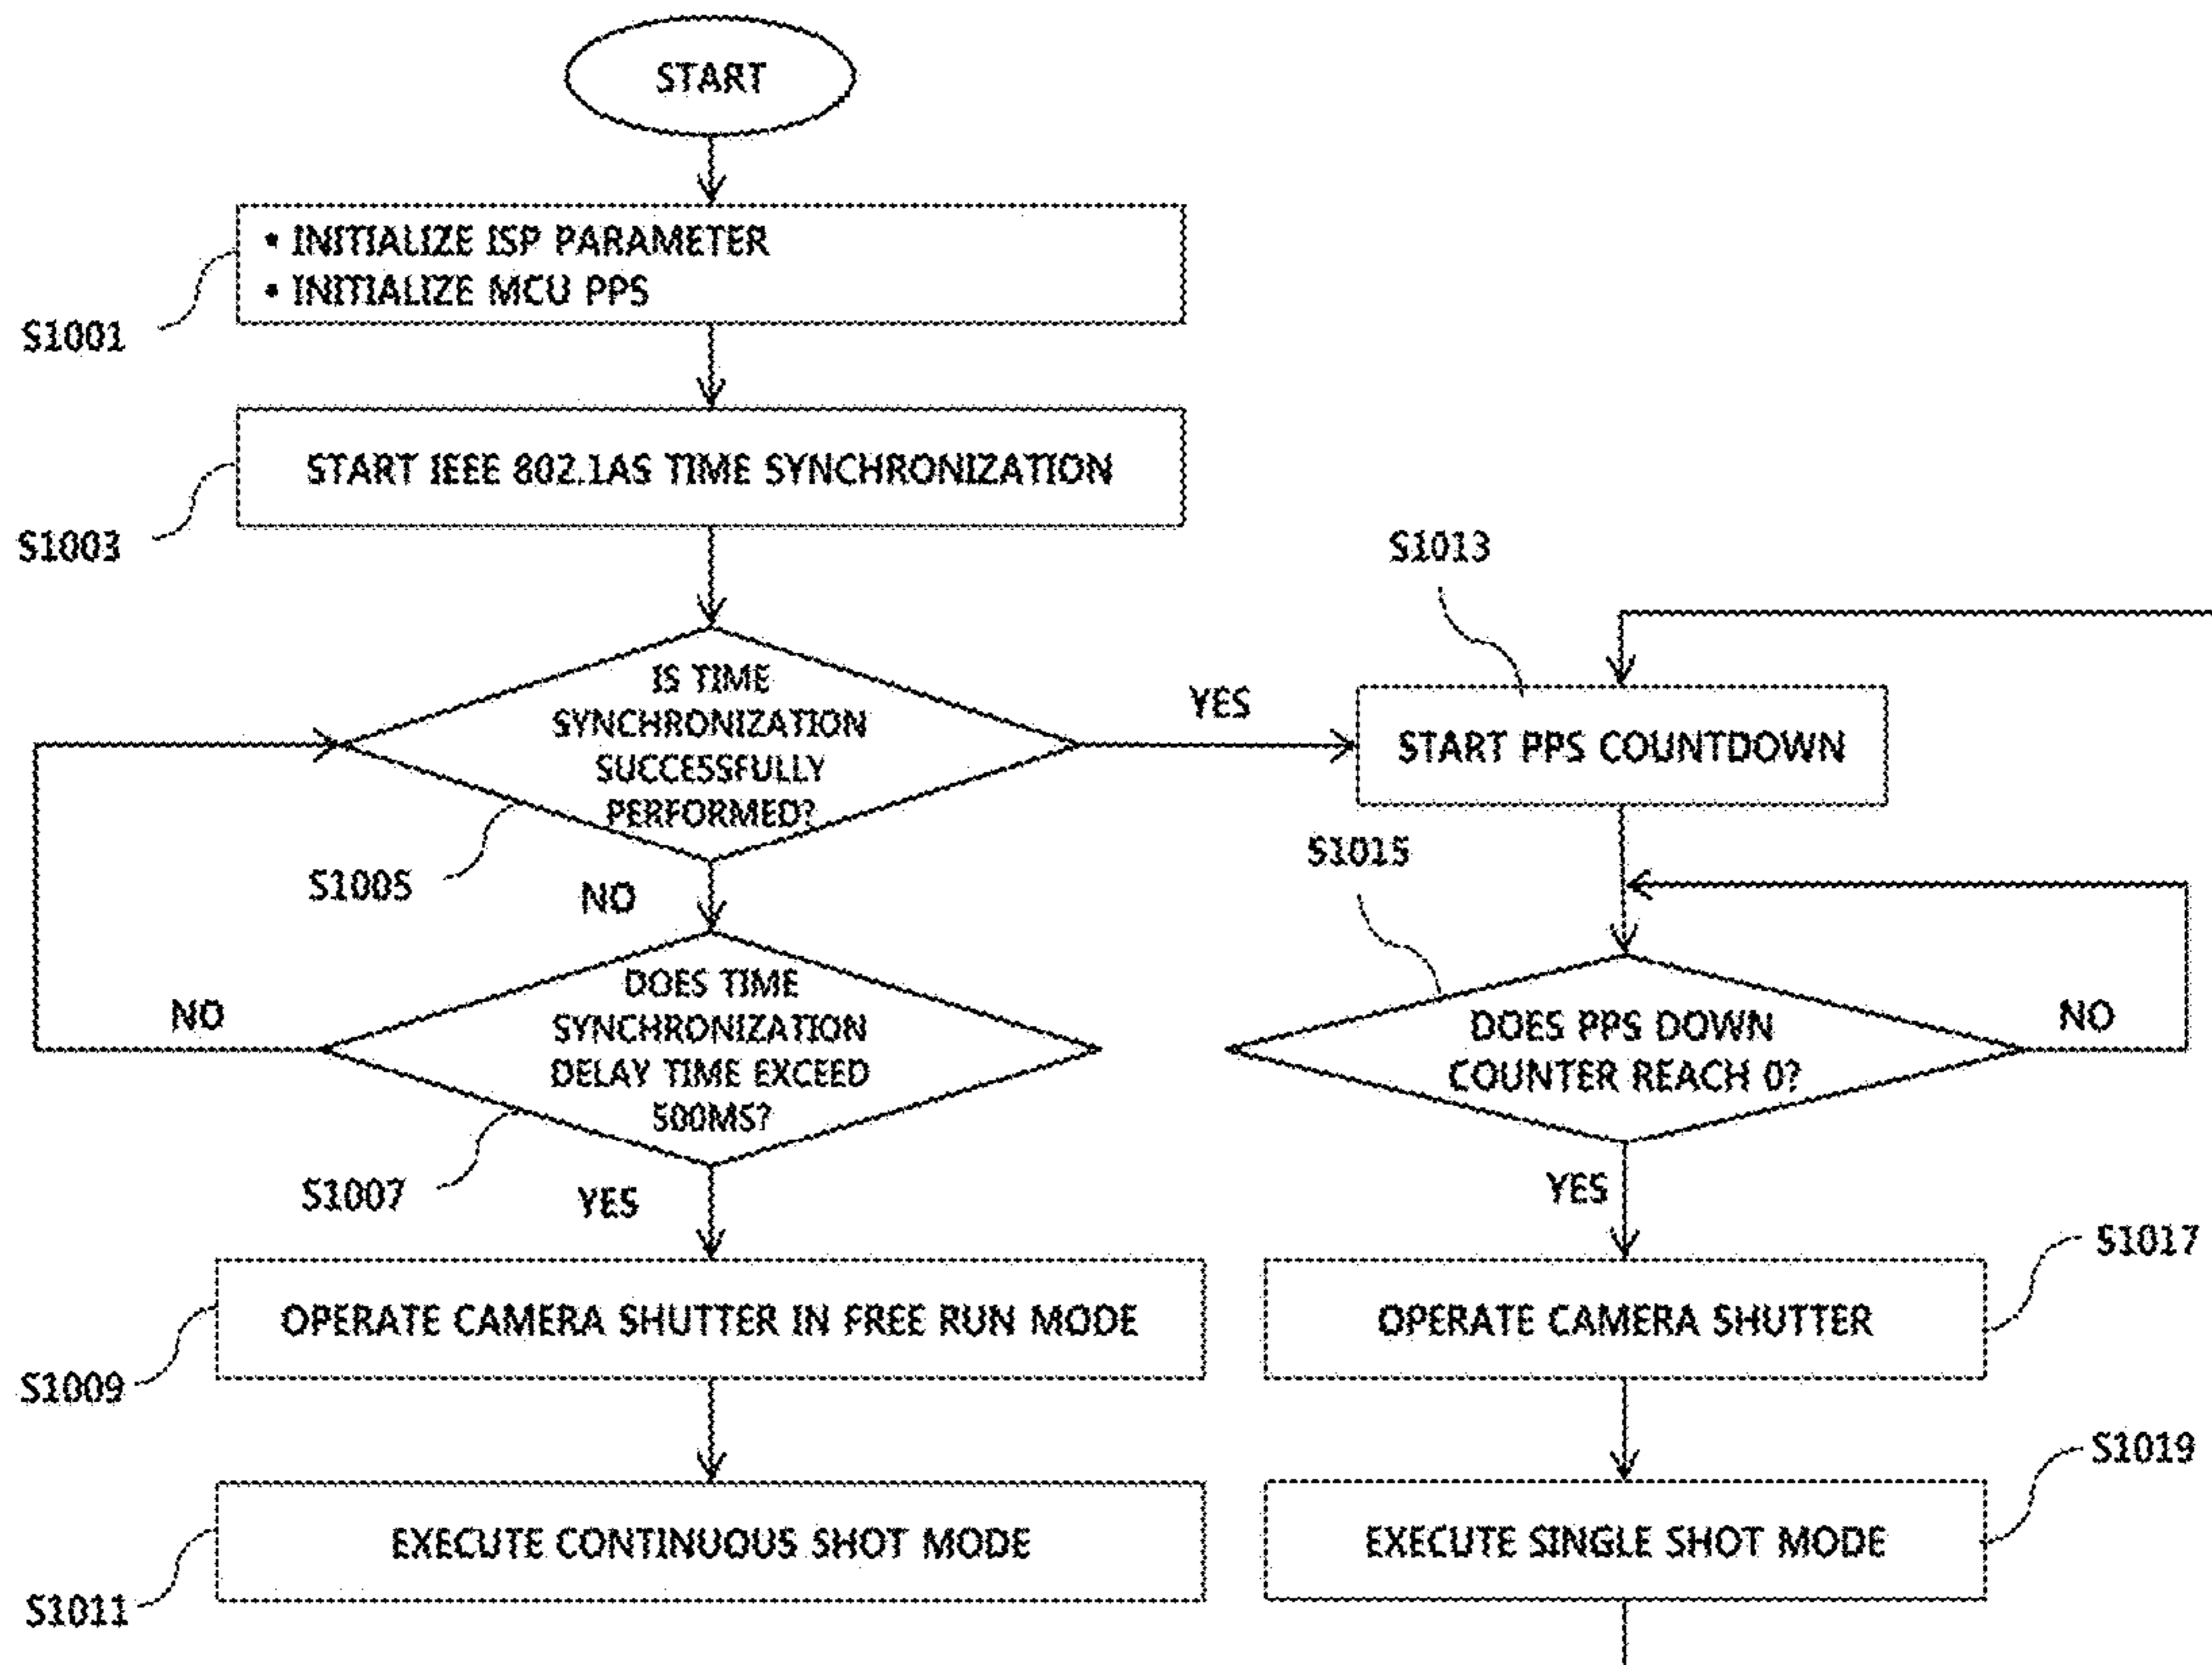 START
• INITIALIZE ISP PARAMETER
• INITIALIZE MCU PPS
S1001
START IEEE 802.1AS TIME SYNCHRONIZATION
S1003
IS TIME
SYNCHRONIZATION
SUCCESSFULLY
PERFORMED?
S1005
YES
NO
DOES TIME
SYNCHRONIZATION
DELAY TIME EXCEED
500MS?
S1007
NO
YES
OPERATE CAMERA SHUTTER IN FREE RUN MODE
S1009
EXECUTE CONTINUOUS SHOT MODE
S1011
S1013
START PPS COUNTDOWN
S1015
DOES PPS DOWN
COUNTER REACH 0?
NO
YES
S1017
OPERATE CAMERA SHUTTER
S1019
EXECUTE SINGLE SHOT MODE